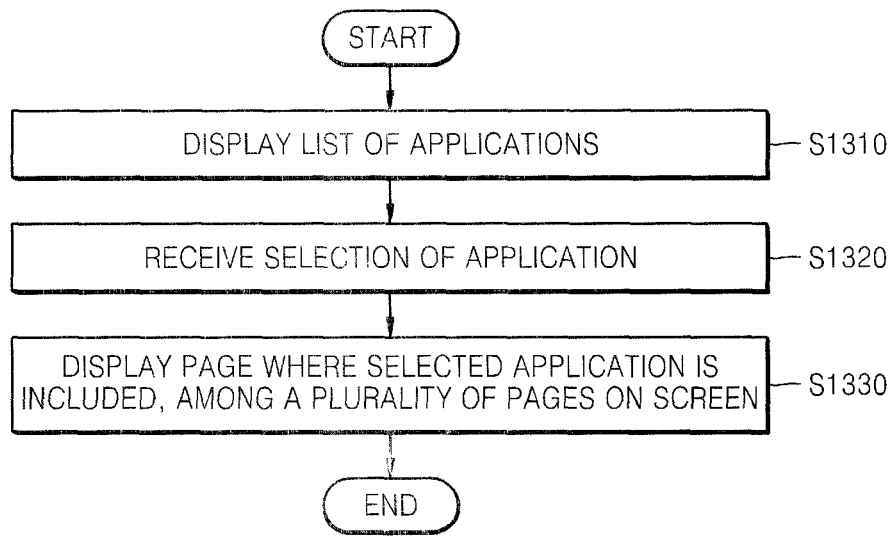 START
DISPLAY LIST OF APPLICATIONS
S1310
RECEIVE SELECTION OF APPLICATION
S1320
DISPLAY PAGE WHERE SELECTED APPLICATION IS
INCLUDED, AMONG A PLURALITY OF PAGES ON SCREEN
S1330
END